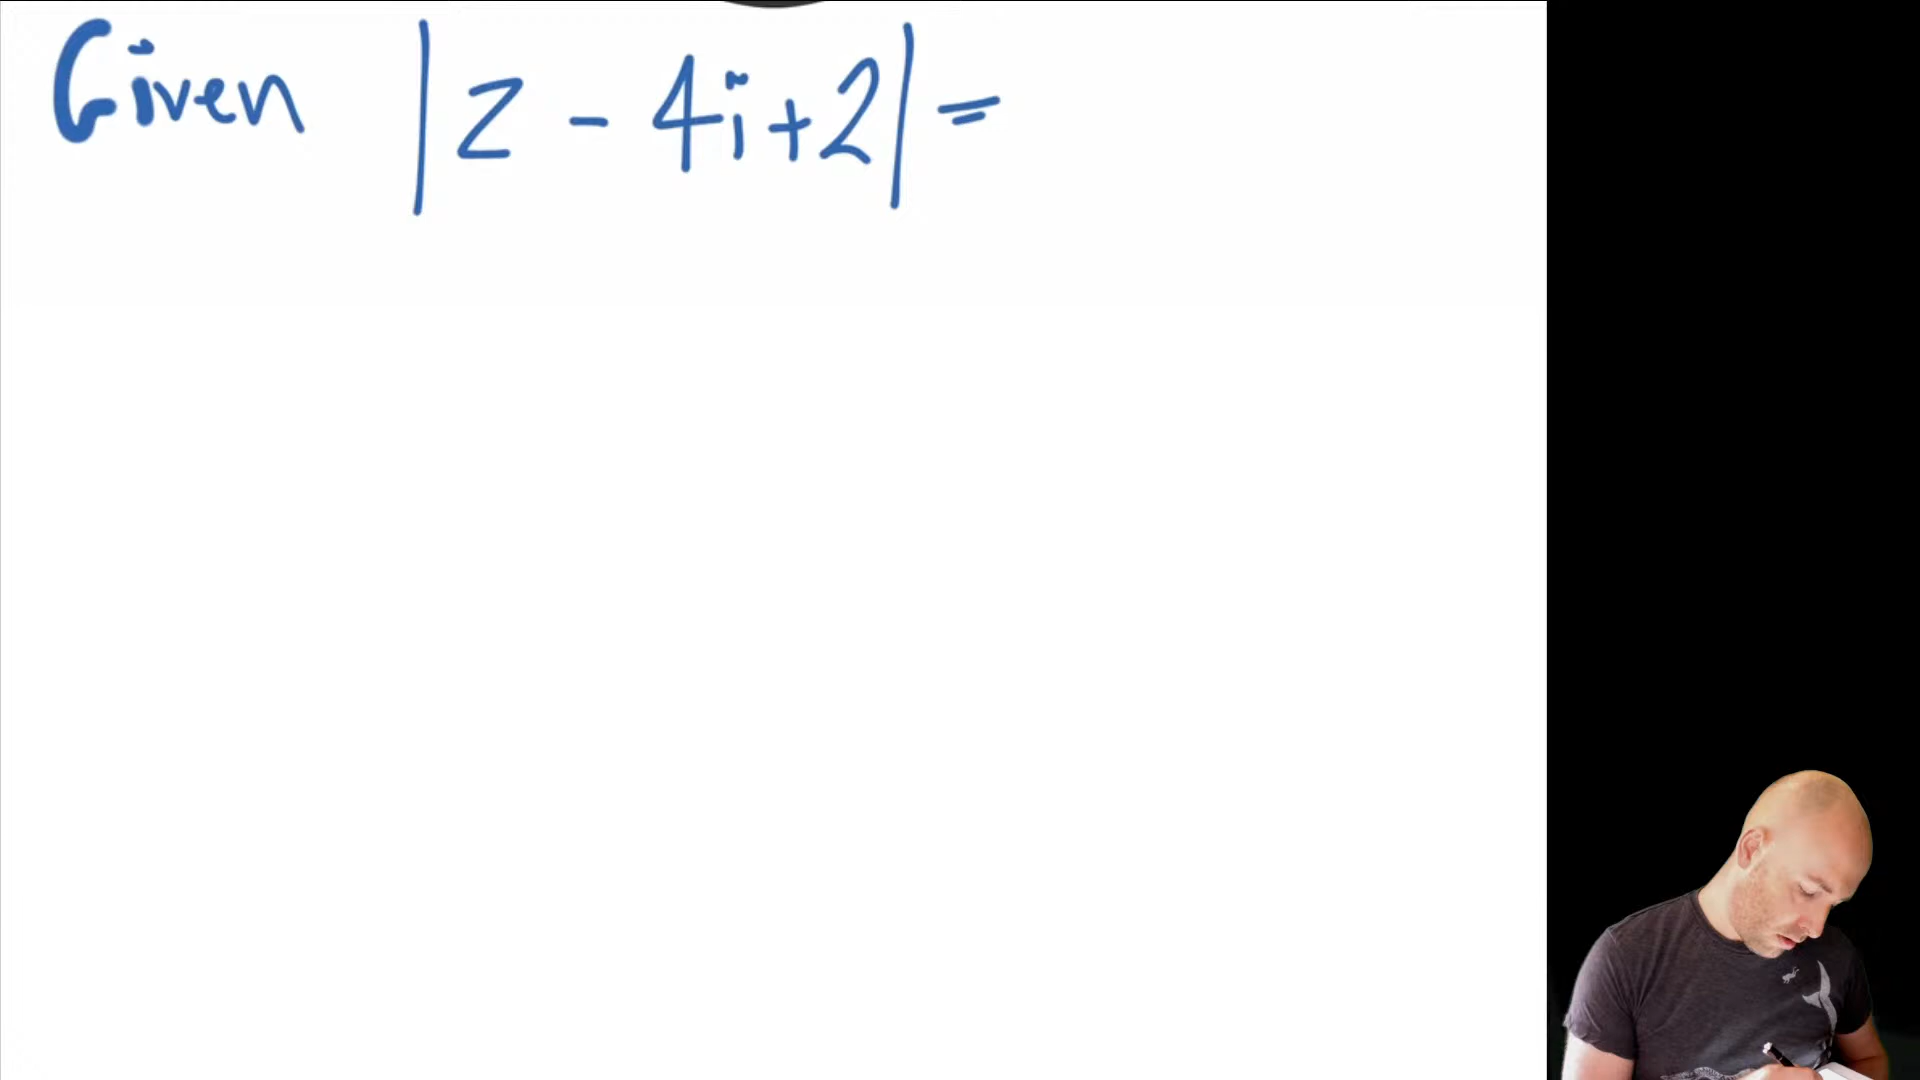 Given |z - 4i+2| =